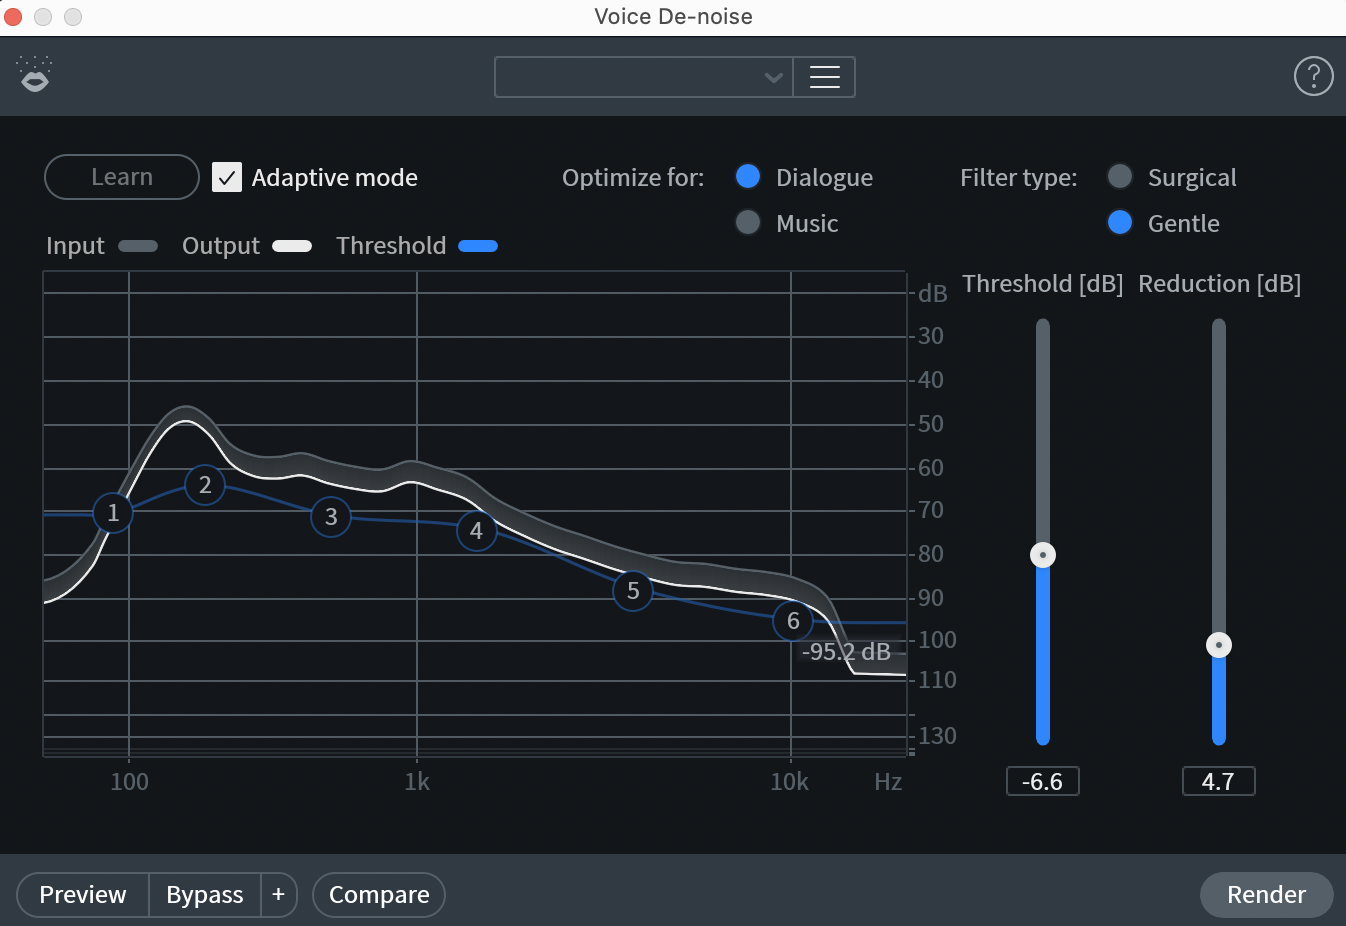 Voice De-noise
?
Learn Adaptive mode Optimize for: Dialogue Filter type: Surgical
Music Gentle
Input Output Threshold
Threshold [dB] Reduction [dB]
dB
-30
-40
-50
-60
-70
-80
-90
-100
-110
-130
1 2 3 4 5 6
-95.2 dB
100 1k 10k Hz
-6.6 4.7
Preview Bypass + Compare Render